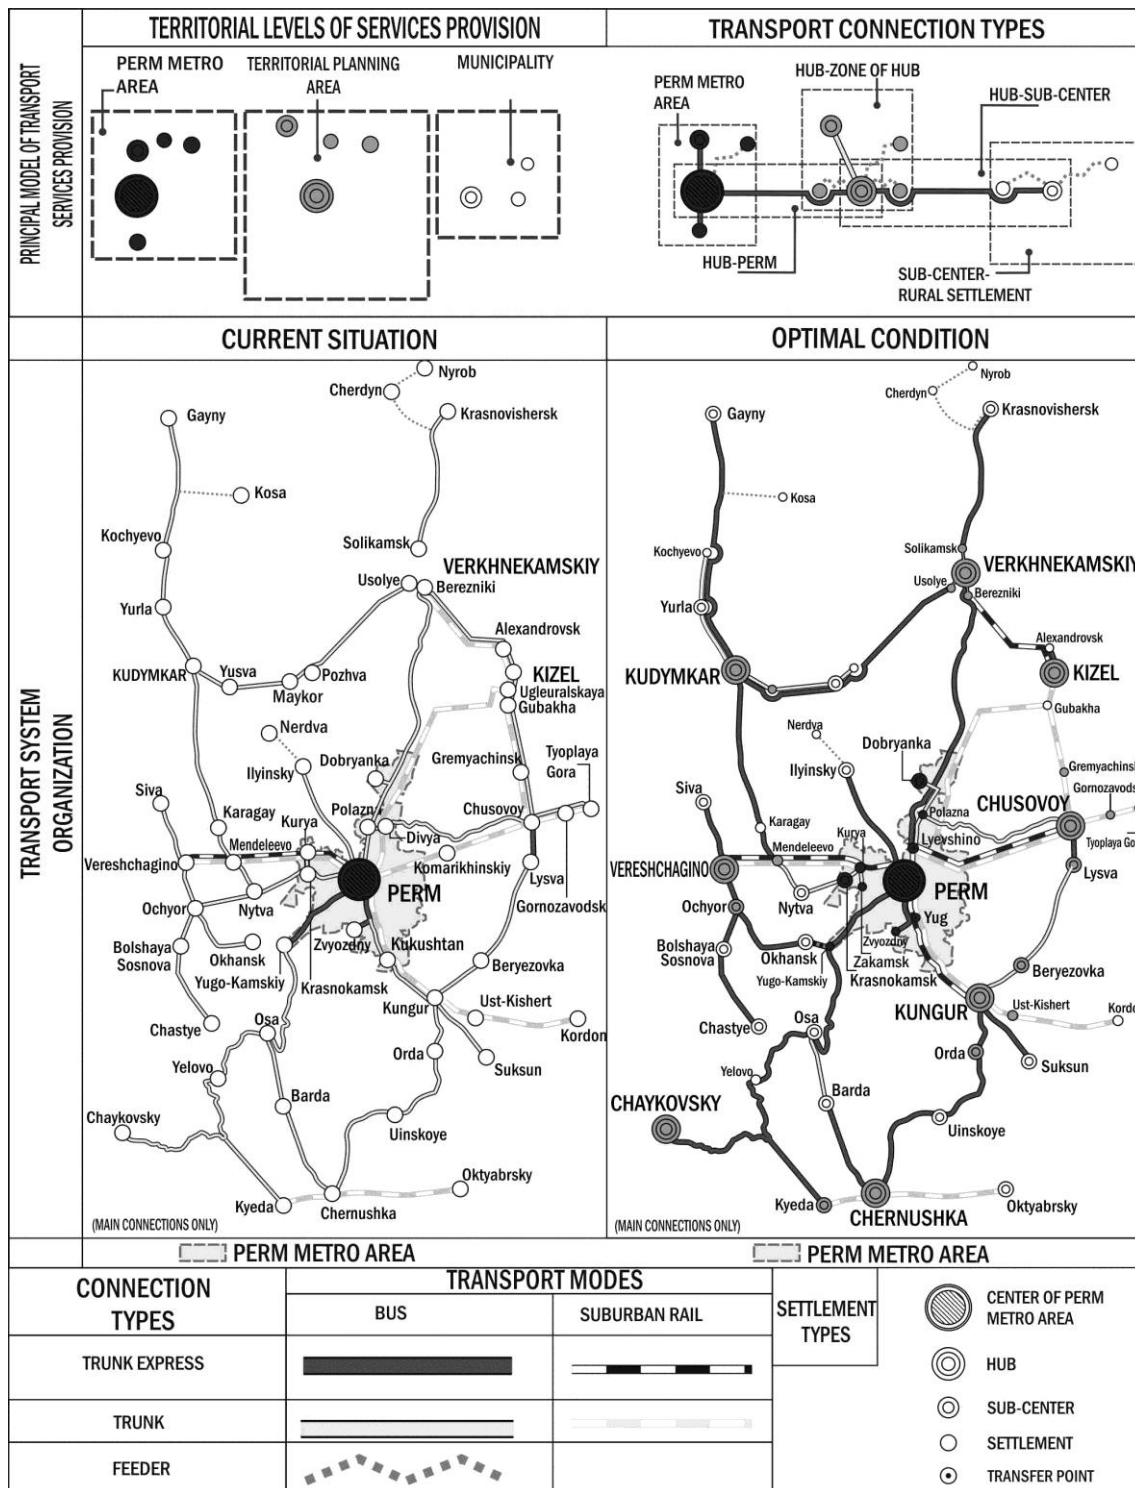 PRINCIPAL MODEL OF TRANSPORT
SERVICES PROVISION
TERRITORIAL LEVELS OF SERVICES PROVISION
PERM METRO
AREA
TERRITORIAL PLANNING
AREA
MUNICIPALITY
TRANSPORT CONNECTION TYPES
PERM METRO
AREA
HUB-ZONE OF HUB
HUB-SUB-CENTER
HUB-PERM
SUB-CENTER-
RURAL SETTLEMENT
TRANSPORT SYSTEM
ORGANIZATION
CURRENT SITUATION
Nyrob
Cherdyn
Gayny
Krasnovishersk
Kosa
Kochyevo
Solikamsk
VERKHNEKAMSKIY
Usolye
Berezniki
Yurla
Alexandrovsk
KUDYMKAR
Yusva
Pozhva
KIZEL
Maykor
Ugleuralskaya
Gubakha
Nerdva
Dobryanka
Gremyachinsk
Tyoplaya
Gora
Ilyinsky
Siva
Karagay
Kurya
Polazn
Chusovoy
Mendeleevo
Divya
Vereshchagino
Komarikhinskiy
PERM
Lysva
Ochyor
Nytva
Gornozavodsk
Bolshaya
Sosnova
Okhansk
Zvyozdny
Kukushtan
Yugo-Kamskiy
Krasnokamsk
Beryezovka
Kungur
Ust-Kishert
Chastye
Osa
Kordon
Orda
Suksun
Yelovo
Barda
Chaykovsky
Uinskoye
Oktyabrsky
Kyeda
Chernushka
(MAIN CONNECTIONS ONLY)
PERM METRO AREA
OPTIMAL CONDITION
Nyrob
Cherdyn
Gayny
Krasnovishersk
Kosa
Kochyevo
Solikamsk
VERKHNEKAMSKIY
Usolye
Berezniki
Yurla
Alexandrovsk
KUDYMKAR
KIZEL
Gubakha
Nerdva
Dobryanka
Ilyinsky
Gremyachinsk
Gornozavodsk
Siva
Polazna
CHUSOVOY
Karagay
Kurya
Lyevshino
Tyoplaya Go
Mendeleevo
VERESHCHAGINO
PERM
Lysva
Nytva
Ochyor
Yug
Bolshaya
Sosnova
Okhansk
Zvyozdny
Zakamsk
Yugo-Kamskiy
Krasnokamsk
Beryezovka
KUNGUR
Ust-Kishert
Kordo
Chastye
Osa
Orda
Suksun
Yelovo
Barda
CHAYKOVSKY
Uinskoye
Kyeda
CHERNUSHKA
Oktyabrsky
(MAIN CONNECTIONS ONLY)
PERM METRO AREA
CONNECTION
TYPES
TRANSPORT MODES
BUS
SUBURBAN RAIL
TRUNK EXPRESS
TRUNK
FEEDER
SETTLEMENT
TYPES
CENTER OF PERM
METRO AREA
HUB
SUB-CENTER
SETTLEMENT
TRANSFER POINT